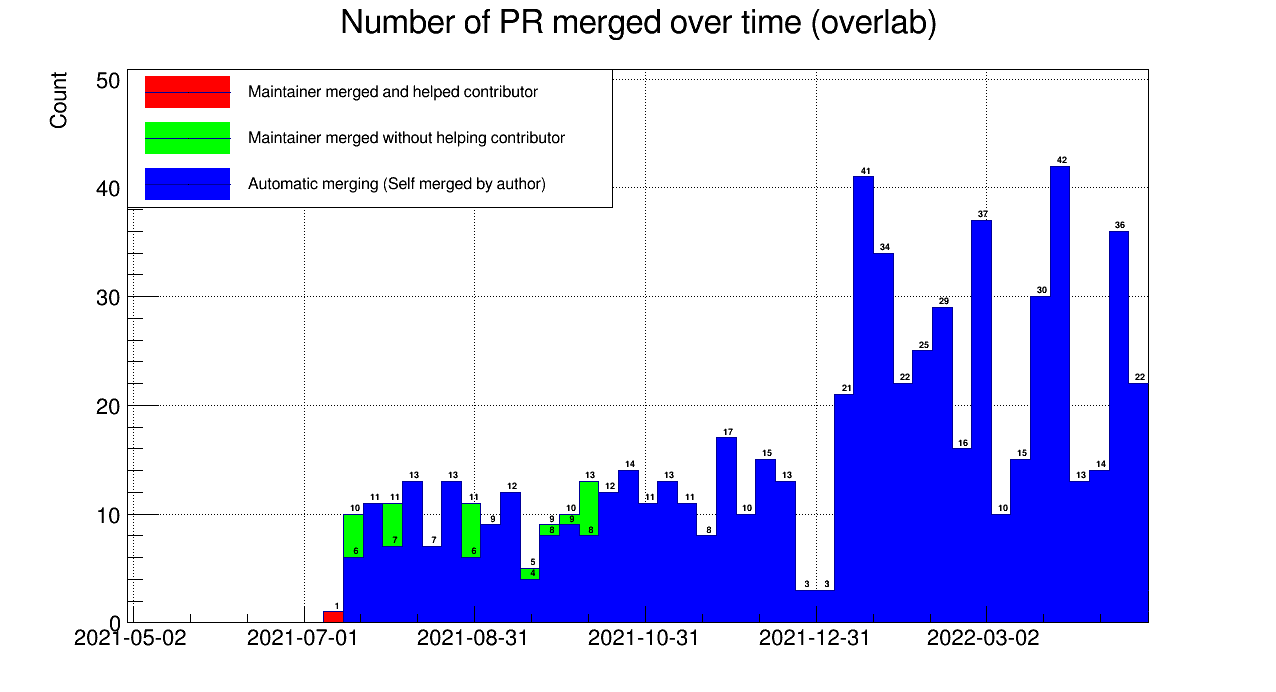 Number of PR merged over time (overlab)
Count
50
40
30
20
10
0
Maintainer merged and helped contributor
Maintainer merged without helping contributor
Automatic merging (Self merged by author)
1 10 6 11 11 7 13 7 13 11 6 9 12 5 4 9 8 10 9 13 8 12 14 11 13 11 8 17 10 15 13 3 3 21 41 34 22 25 29 16 37 10 15 30 42 13 14 36 22
2021-05-02 2021-07-01 2021-08-31 2021-10-31 2021-12-31 2022-03-02